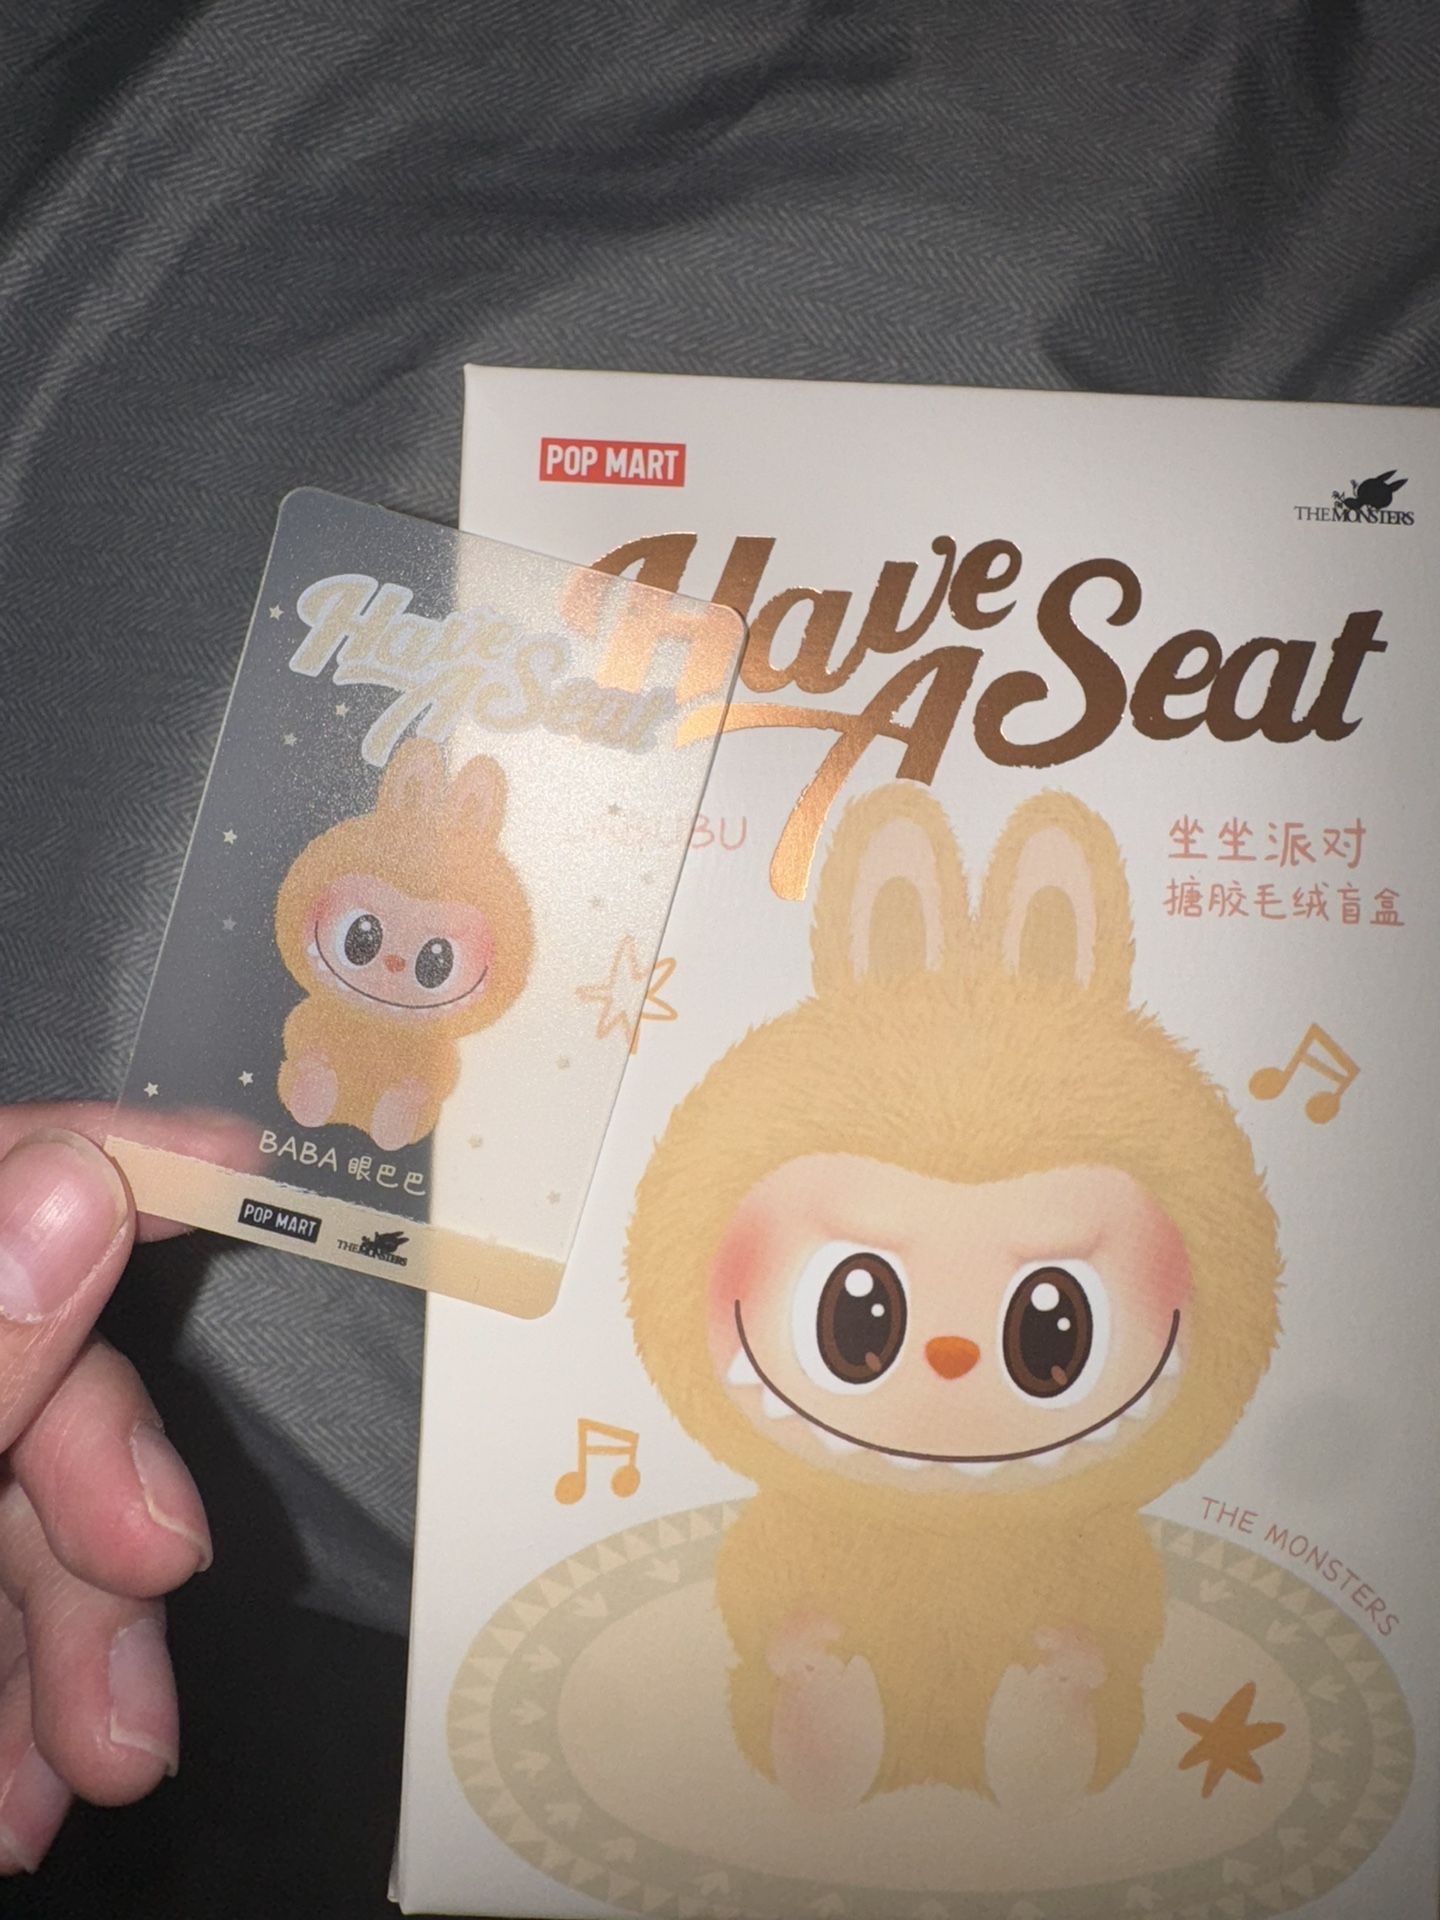 POP MART
THE MONSTERS
Have
A Seat
坐坐派对
搪胶毛绒盲盒
THE MONSTERS
Have
A Seat
BABA 眼巴巴
POP MART
THE MONSTERS